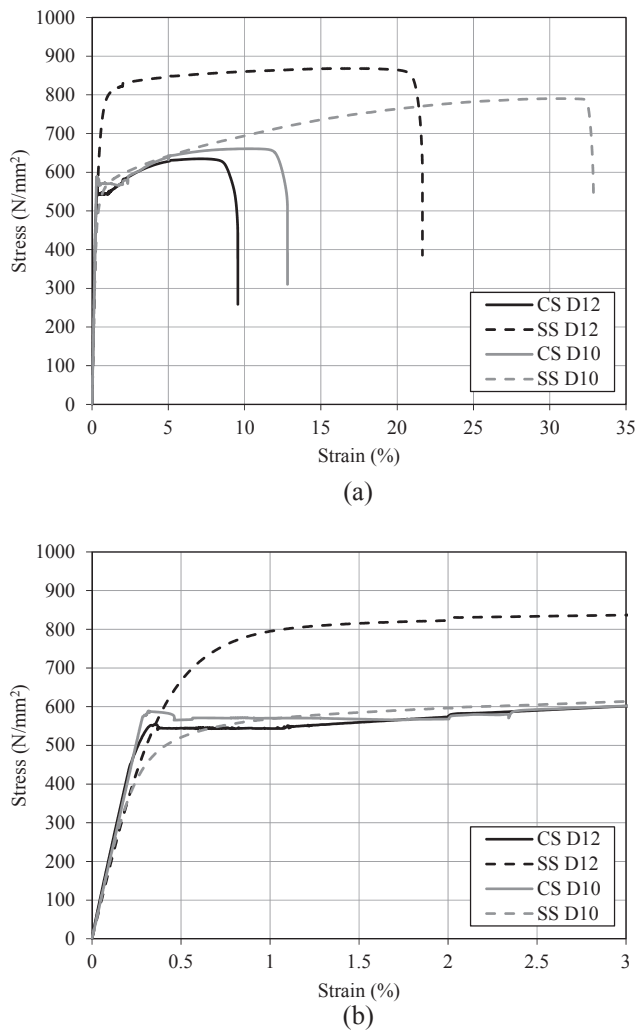 1000
900
800
700
600
500
400
300
200
100
0
Stress (N/mm²)
CS D12
SS D12
CS D10
SS D10
0 5 10 15 20 25 30 35
Strain (%)
(a)
1000
900
800
700
600
500
400
300
200
100
0
Stress (N/mm²)
CS D12
SS D12
CS D10
SS D10
0 0.5 1 1.5 2 2.5 3
Strain (%)
(b)